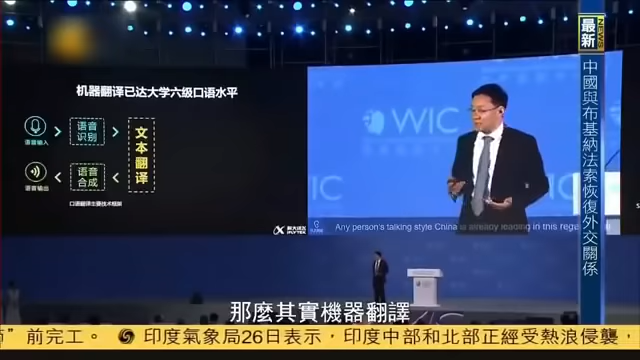 最新
NEWS
中國與布基納法索恢復外交關係
机器翻译已达大学六级口语水平
语音输入
语音识别
文本翻译
语音输出
语音合成
口语翻译主要技术框架
WIC
Any person's talking style China is already leading in this
那麼其實機器翻譯
前完工。 印度氣象局26日表示，印度中部和北部正經受熱浪侵襲，